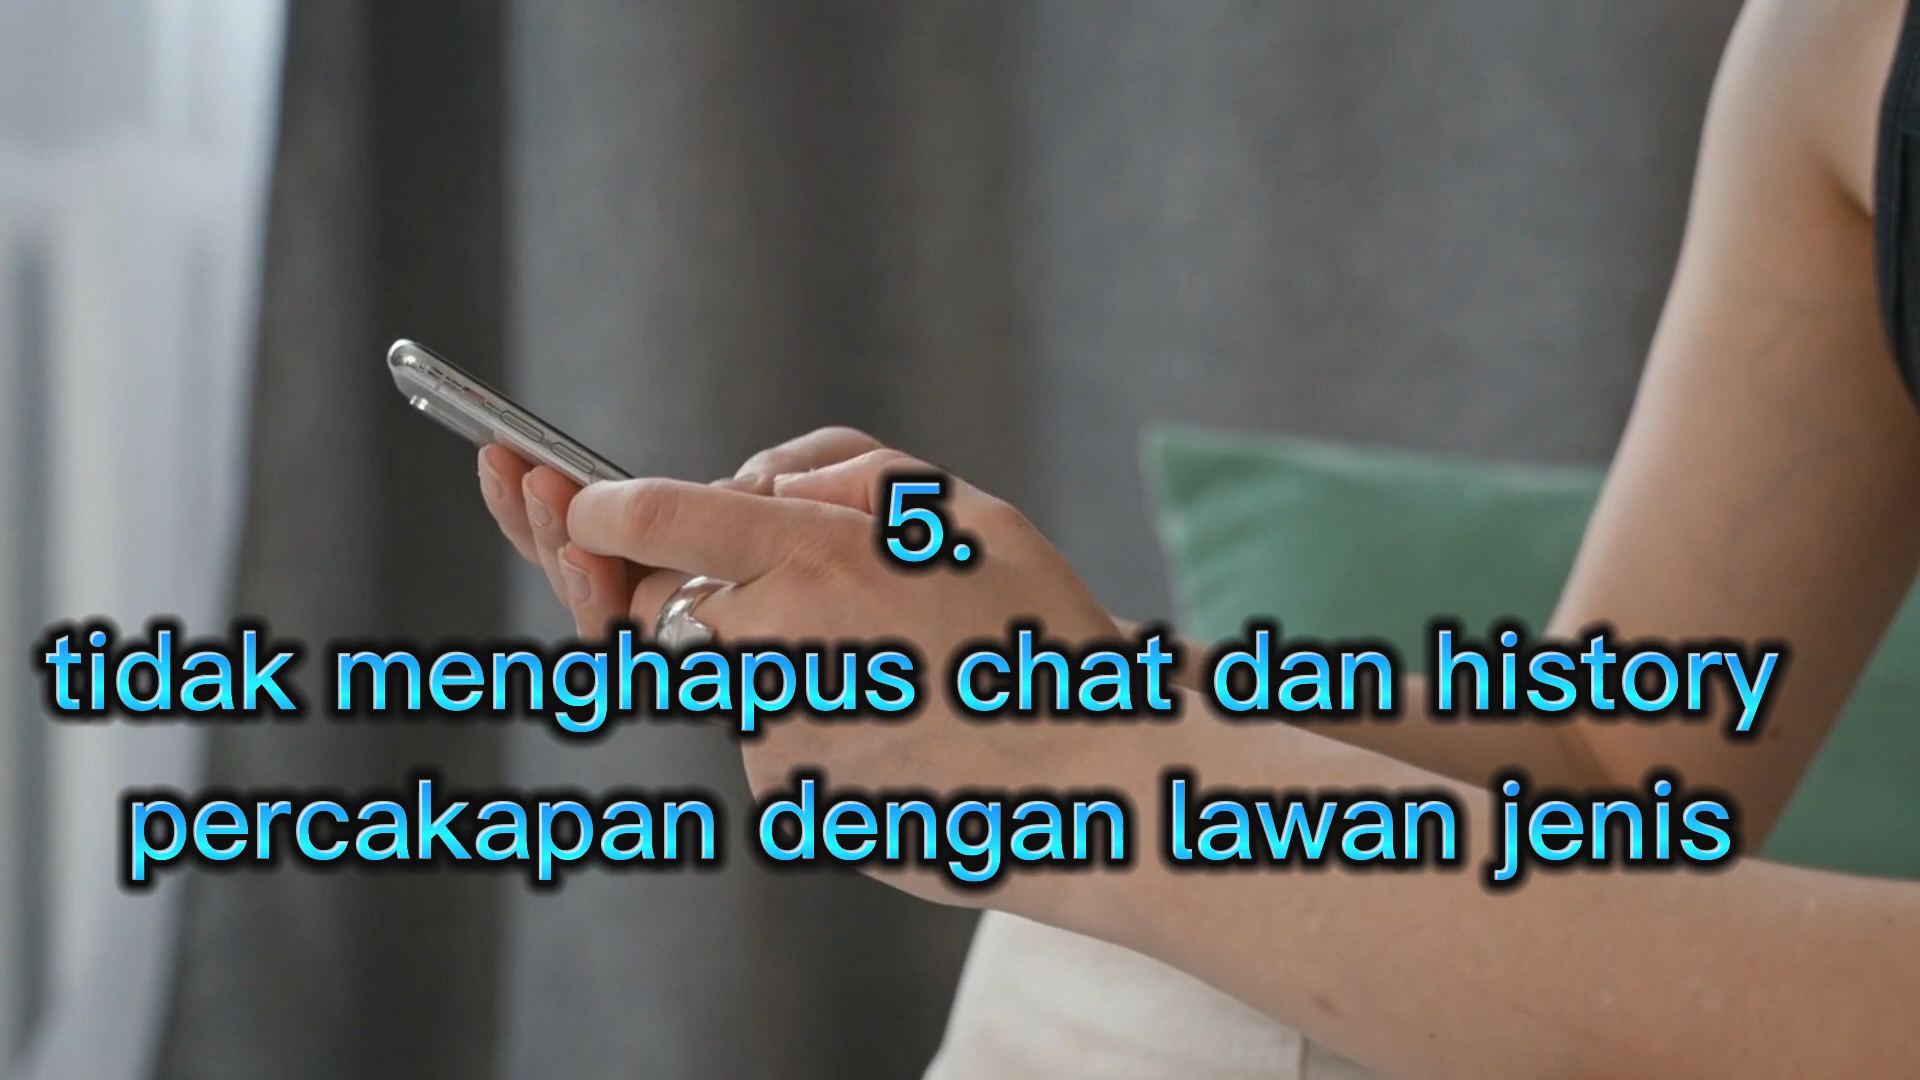 5.
tidak menghapus chat dan history
percakapan dengan lawan jenis